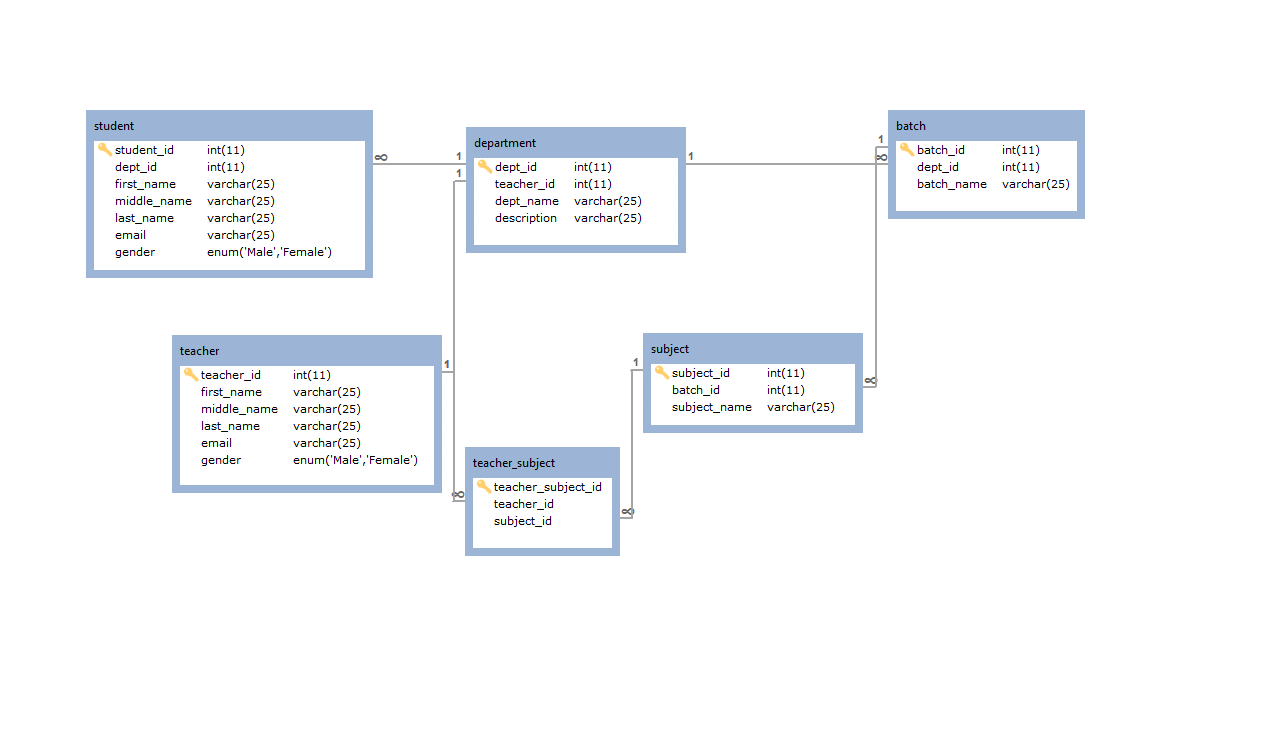 student
student_id int(11)
dept_id int(11)
first_name varchar(25)
middle_name varchar(25)
last_name varchar(25)
email varchar(25)
gender enum('Male','Female')
∞
1
1
department
dept_id int(11)
teacher_id int(11)
dept_name varchar(25)
description varchar(25)
1
1
∞
batch
batch_id int(11)
dept_id int(11)
batch_name varchar(25)
teacher
teacher_id int(11)
first_name varchar(25)
middle_name varchar(25)
last_name varchar(25)
email varchar(25)
gender enum('Male','Female')
1
∞
1
subject
subject_id int(11)
batch_id int(11)
subject_name varchar(25)
∞
teacher_subject
teacher_subject_id
teacher_id
subject_id
∞